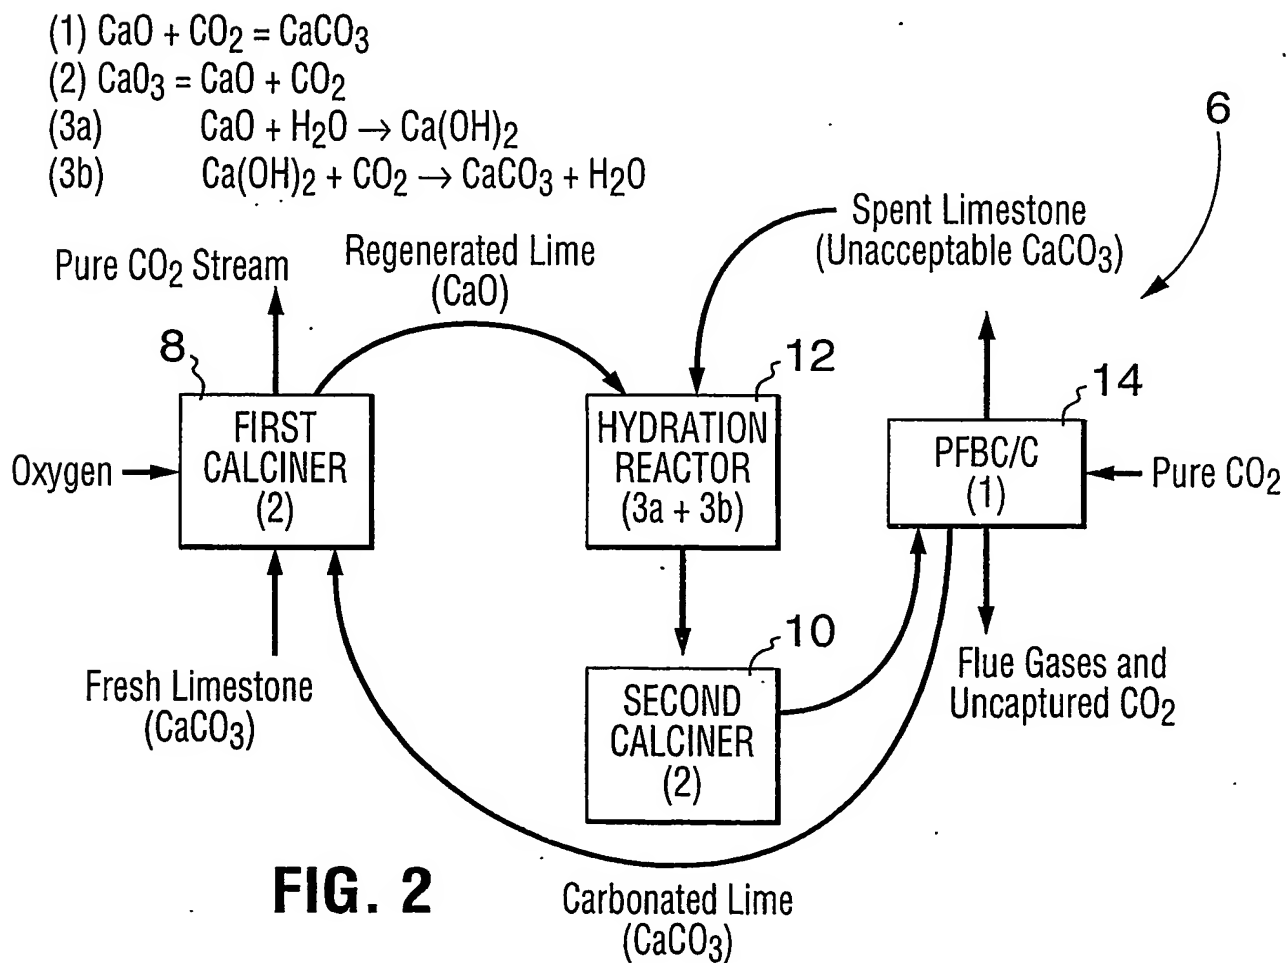 (1) CaO + CO₂ = CaCO₃
(2) CaO₃ = CaO + CO₂
(3a) CaO + H₂O → Ca(OH)₂
(3b) Ca(OH)₂ + CO₂ → CaCO₃ + H₂O
6
Spent Limestone
(Unacceptable CaCO₃)
Regenerated Lime
(CaO)
Pure CO₂ Stream
8
12
14
FIRST
CALCINER
(2)
HYDRATION
REACTOR
(3a + 3b)
PFBC/C
(1)
Oxygen
Pure CO₂
10
Fresh Limestone
(CaCO₃)
SECOND
CALCINER
(2)
Flue Gases and
Uncaptured CO₂
FIG. 2
Carbonated Lime
(CaCO₃)